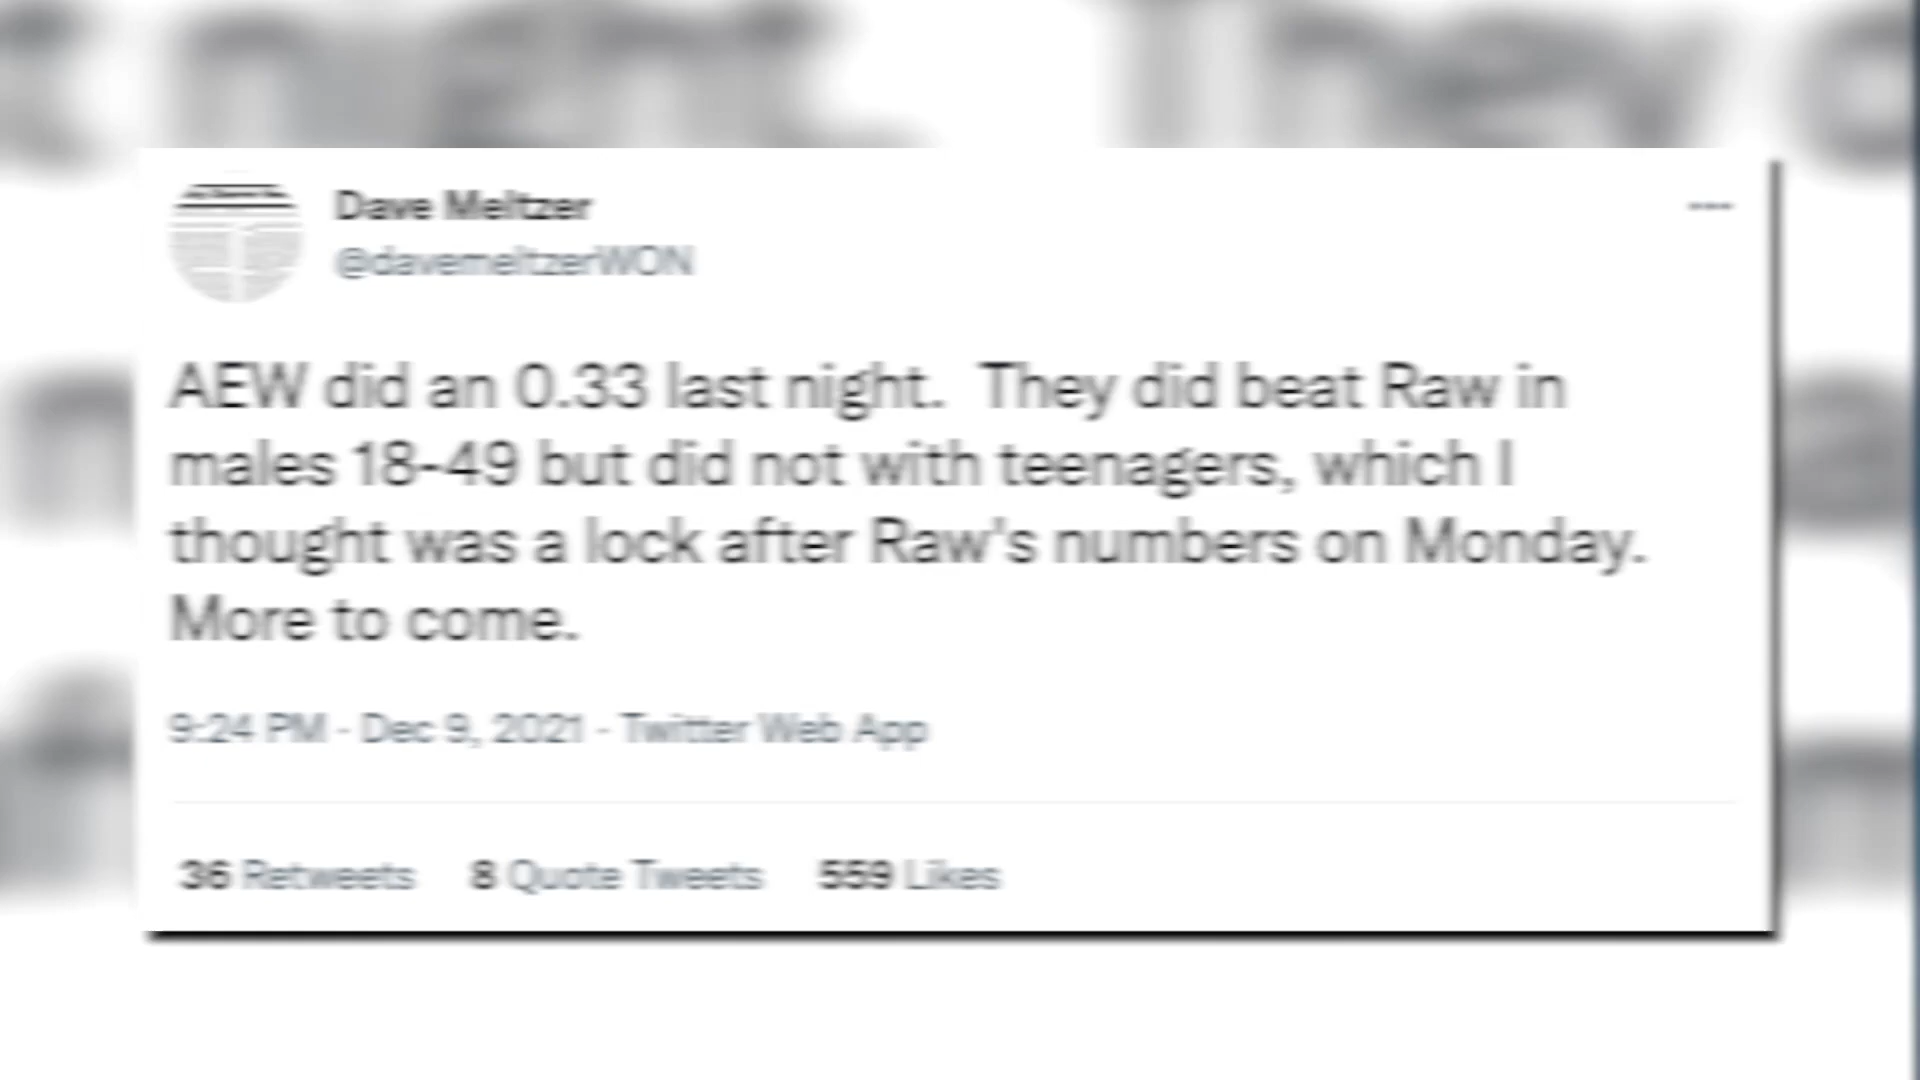 Dave Meltzer
@davemeltzerWON
AEW did an 0.33 last night.  They did beat Raw in
males 18-49 but did not with teenagers, which I
thought was a lock after Raw's numbers on Monday.
More to come.
9:24 PM · Dec 9, 2021 · Twitter Web App
36 Retweets 8 Quote Tweets 559 Likes